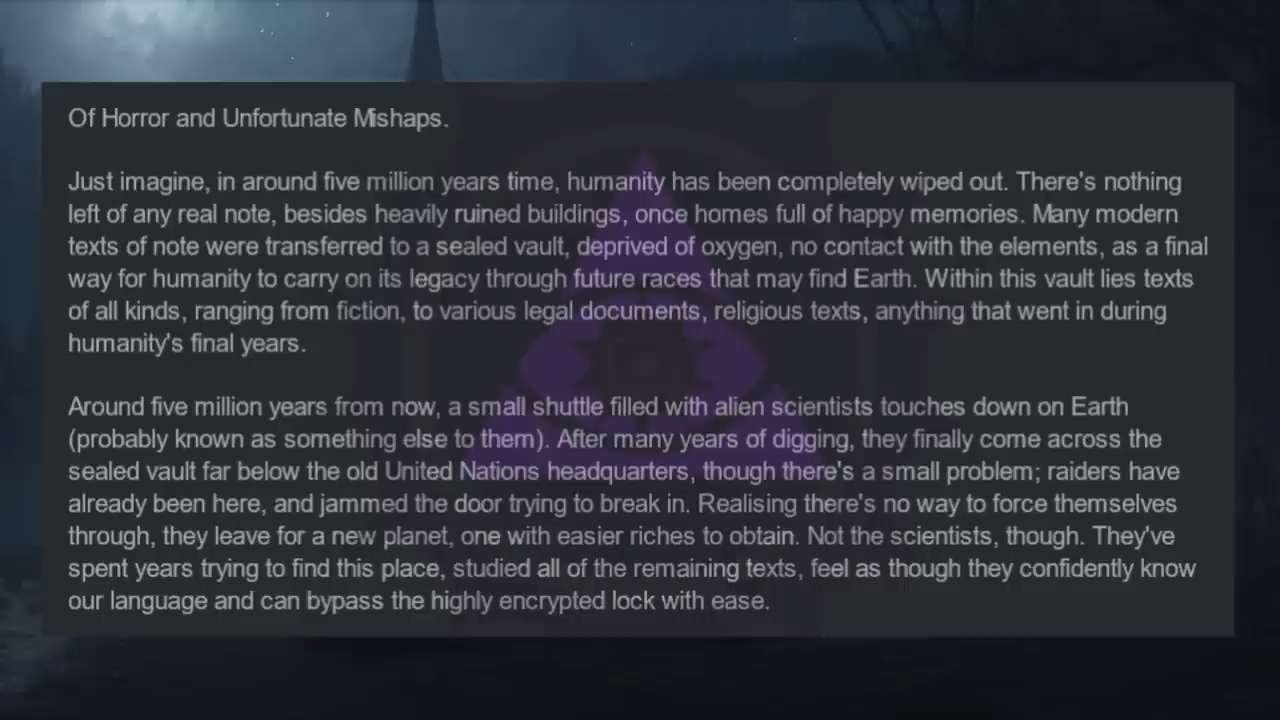 Of Horror and Unfortunate Mishaps.
Just imagine, in around five million years time, humanity has been completely wiped out. There's nothing
left of any real note, besides heavily ruined buildings, once homes full of happy memories. Many modern
texts of note were transferred to a sealed vault, deprived of oxygen, no contact with the elements, as a final
way for humanity to carry on its legacy through future races that may find Earth. Within this vault lies texts
of all kinds, ranging from fiction, to various legal documents, religious texts, anything that went in during
humanity's final years.
Around five million years from now, a small shuttle filled with alien scientists touches down on Earth
(probably known as something else to them). After many years of digging, they finally come across the
sealed vault far below the old United Nations headquarters, though there's a small problem; raiders have
already been here, and jammed the door trying to break in. Realising there's no way to force themselves
through, they leave for a new planet, one with easier riches to obtain. Not the scientists, though. They've
spent years trying to find this place, studied all of the remaining texts, feel as though they confidently know
our language and can bypass the highly encrypted lock with ease.